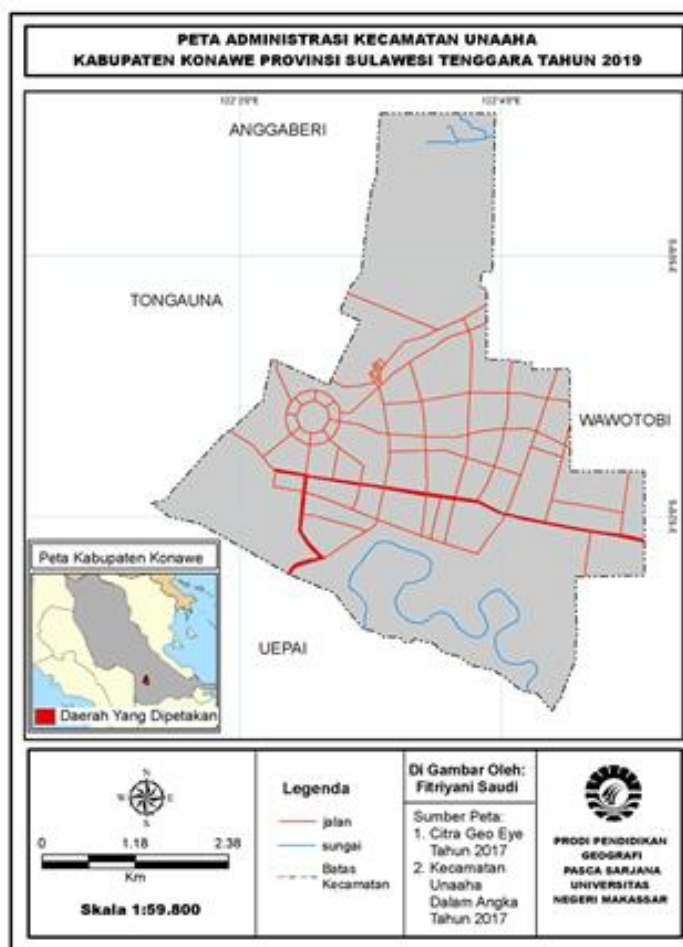 PETA ADMINISTRASI KECAMATAN UNAAHA
KABUPATEN KONAWE PROVINSI SULAWESI TENGGARA TAHUN 2019
ANGGABERI
TONGAUNA
WAWOTOBI
UEPAI
Peta Kabupaten Konawe
Daerah Yang Dipetakan
N
W E
S
0 1.18 2.38
Km
Skala 1:59.800
Legenda
jalan
sungai
Batas
Kecamatan
Di Gambar Oleh:
Fitriyani Saudi
Sumber Peta:
1. Citra Geo Eye
Tahun 2017
2. Kecamatan
Unaaha
Dalam Angka
Tahun 2017
PRODI PENDIDIKAN
GEOGRAFI
PASCA SARJANA
UNIVERSITAS
NEGERI MAKASSAR